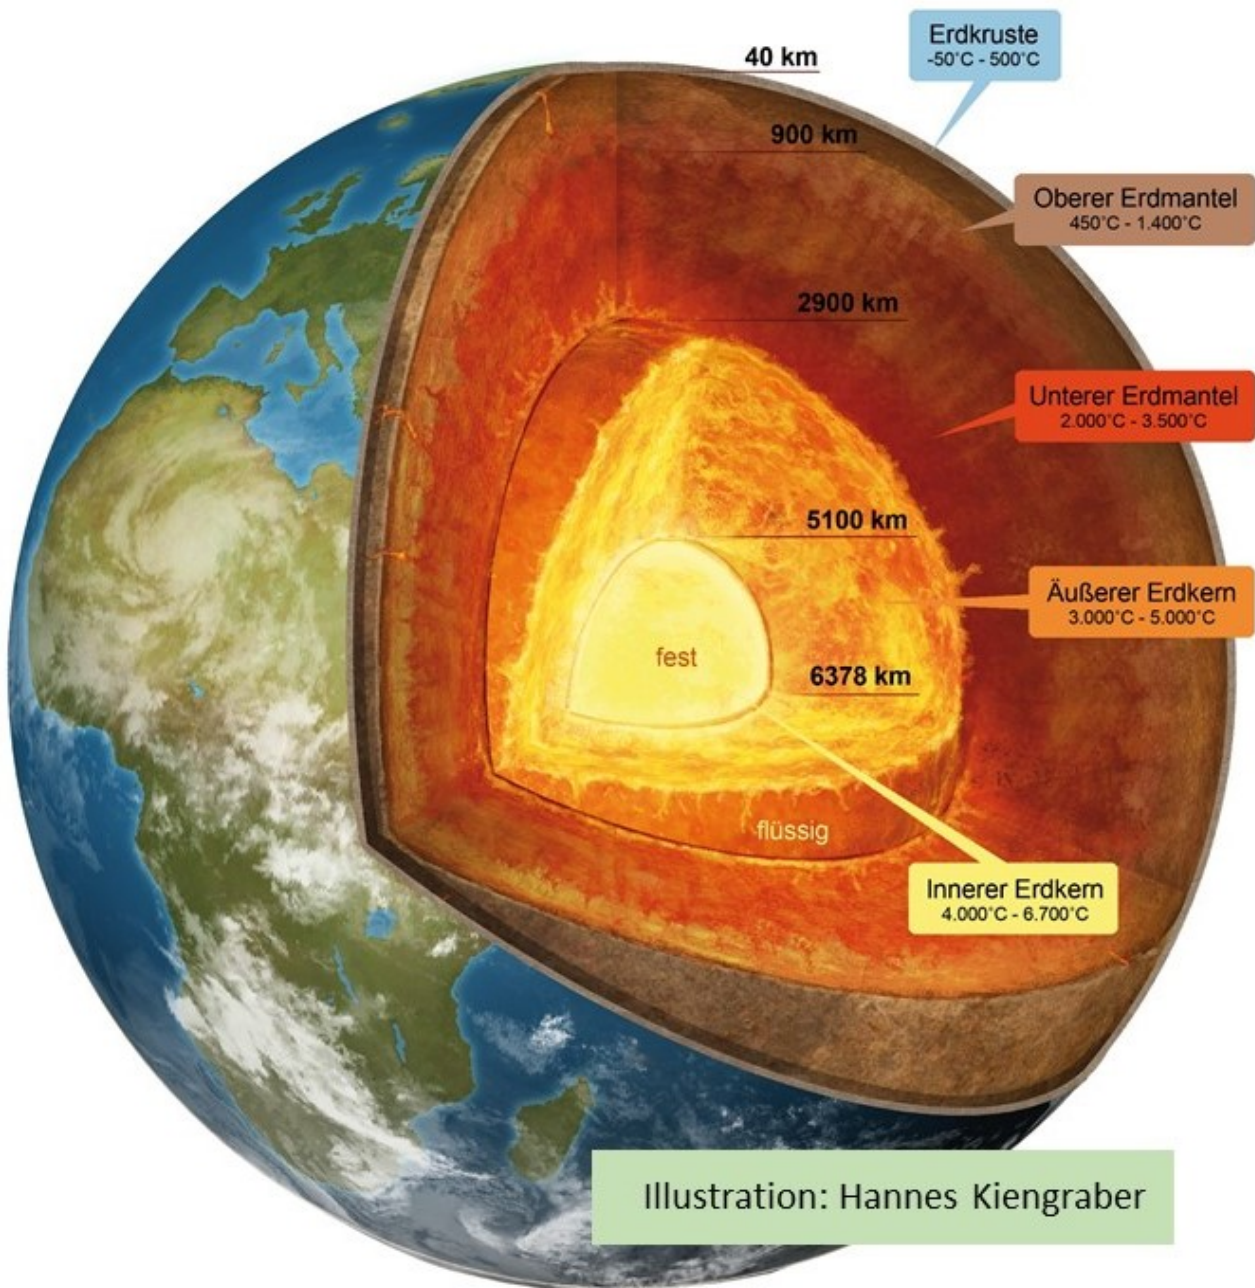 Erdkruste
-50°C - 500°C
40 km
900 km
Oberer Erdmantel
450°C - 1.400°C
2900 km
Unterer Erdmantel
2.000°C - 3.500°C
5100 km
Äußerer Erdkern
3.000°C - 5.000°C
fest
6378 km
flüssig
Innerer Erdkern
4.000°C - 6.700°C
Illustration: Hannes Kiengraber